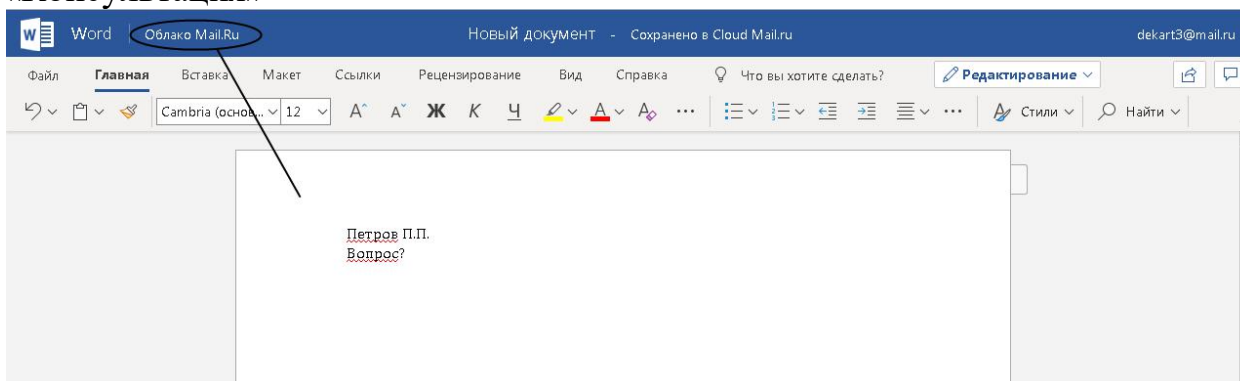 «Консультация»
W Word Облако Mail.Ru Новый документ - Сохранено в Cloud Mail.ru dekart3@mail.ru
Файл Главная Вставка Макет Ссылки Рецензирование Вид Справка Что вы хотите сделать? Редактирование
Cambria (основ... 12 A A Ж К Ч A A ... ... Стили Найти
Петров П.П.
Вопрос?